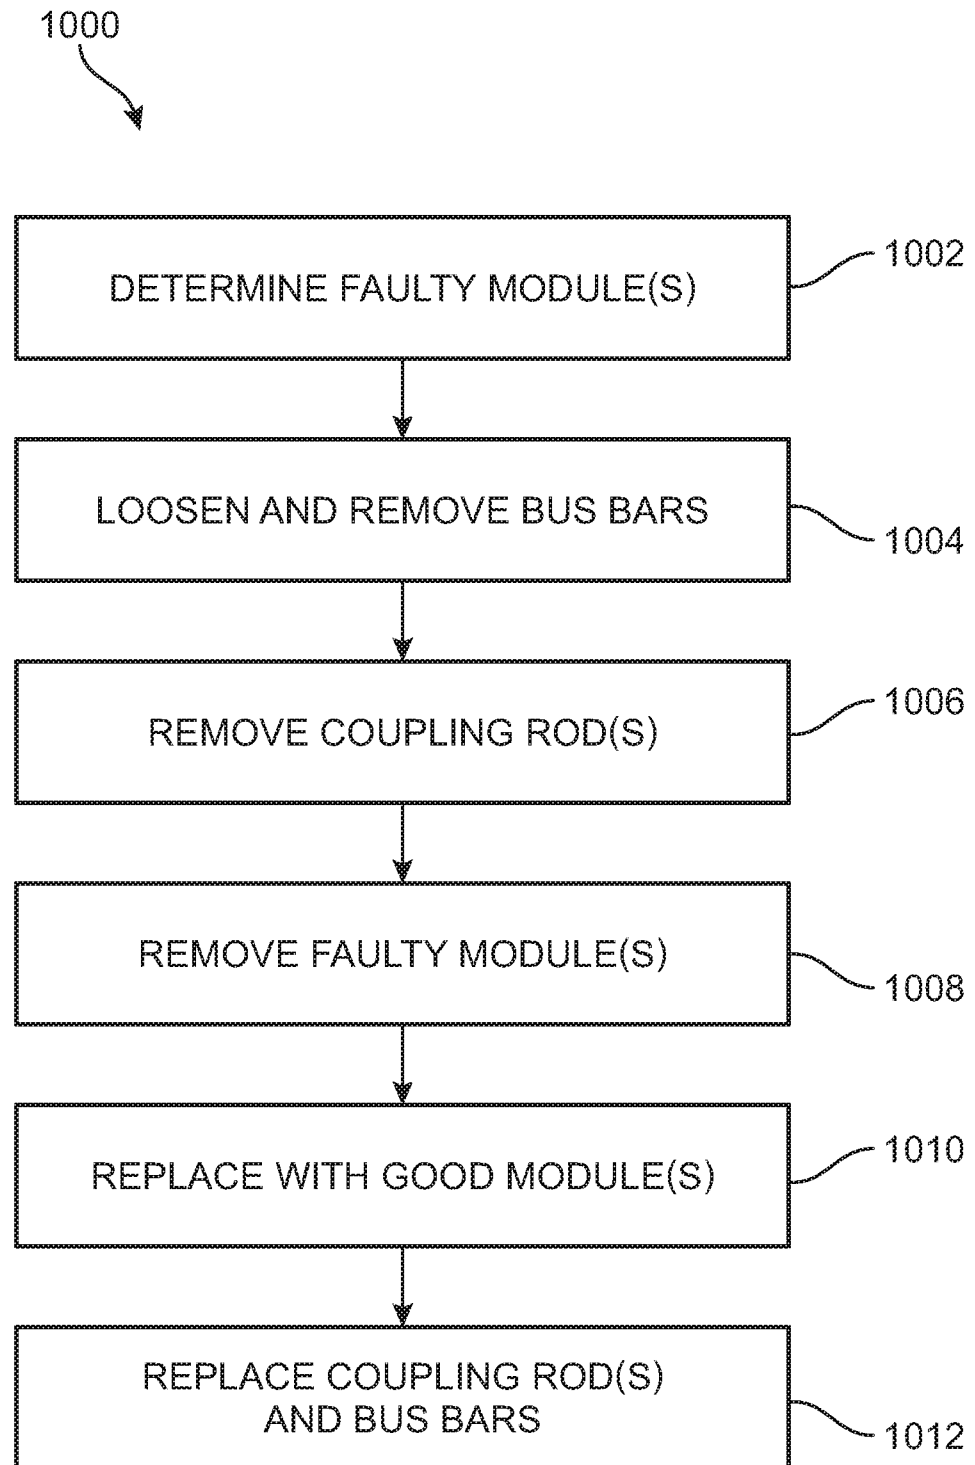 1000
DETERMINE FAULTY MODULE(S)
1002
LOOSEN AND REMOVE BUS BARS
1004
REMOVE COUPLING ROD(S)
1006
REMOVE FAULTY MODULE(S)
1008
REPLACE WITH GOOD MODULE(S)
1010
REPLACE COUPLING ROD(S)
AND BUS BARS
1012